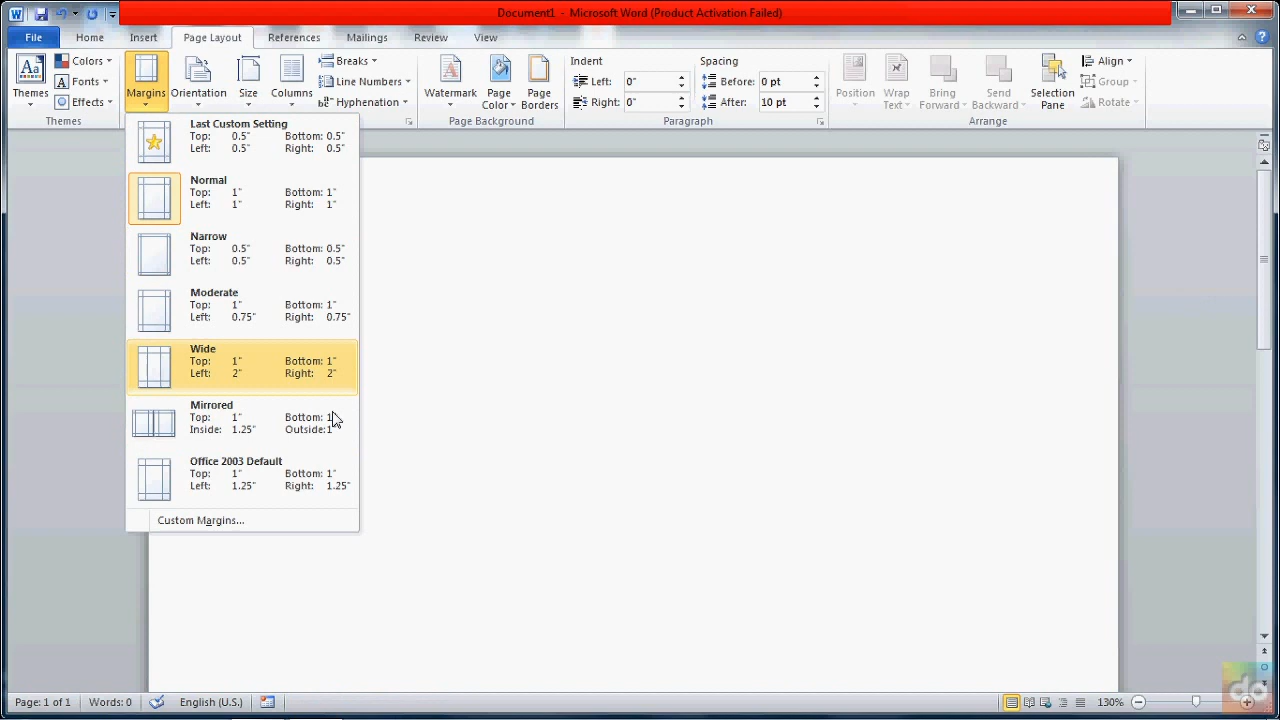 Document1 - Microsoft Word (Product Activation Failed)
File Home Insert Page Layout References Mailings Review View
Themes
Colors
Fonts
Effects
Themes
Margins
Orientation
Size
Columns
Breaks
Line Numbers
Hyphenation
Watermark
Page Color
Page Borders
Page Background
Indent
Left: 0"
Right: 0"
Spacing
Before: 0 pt
After: 10 pt
Paragraph
Position
Wrap Text
Bring Forward
Send Backward
Selection Pane
Align
Group
Rotate
Arrange
Last Custom Setting
Top: 0.5" Bottom: 0.5"
Left: 0.5" Right: 0.5"
Normal
Top: 1" Bottom: 1"
Left: 1" Right: 1"
Narrow
Top: 0.5" Bottom: 0.5"
Left: 0.5" Right: 0.5"
Moderate
Top: 1" Bottom: 1"
Left: 0.75" Right: 0.75"
Wide
Top: 1" Bottom: 1"
Left: 2" Right: 2"
Mirrored
Top: 1" Bottom: 1"
Inside: 1.25" Outside: 1"
Office 2003 Default
Top: 1" Bottom: 1"
Left: 1.25" Right: 1.25"
Custom Margins...
Page: 1 of 1 Words: 0 English (U.S.) 130%
do